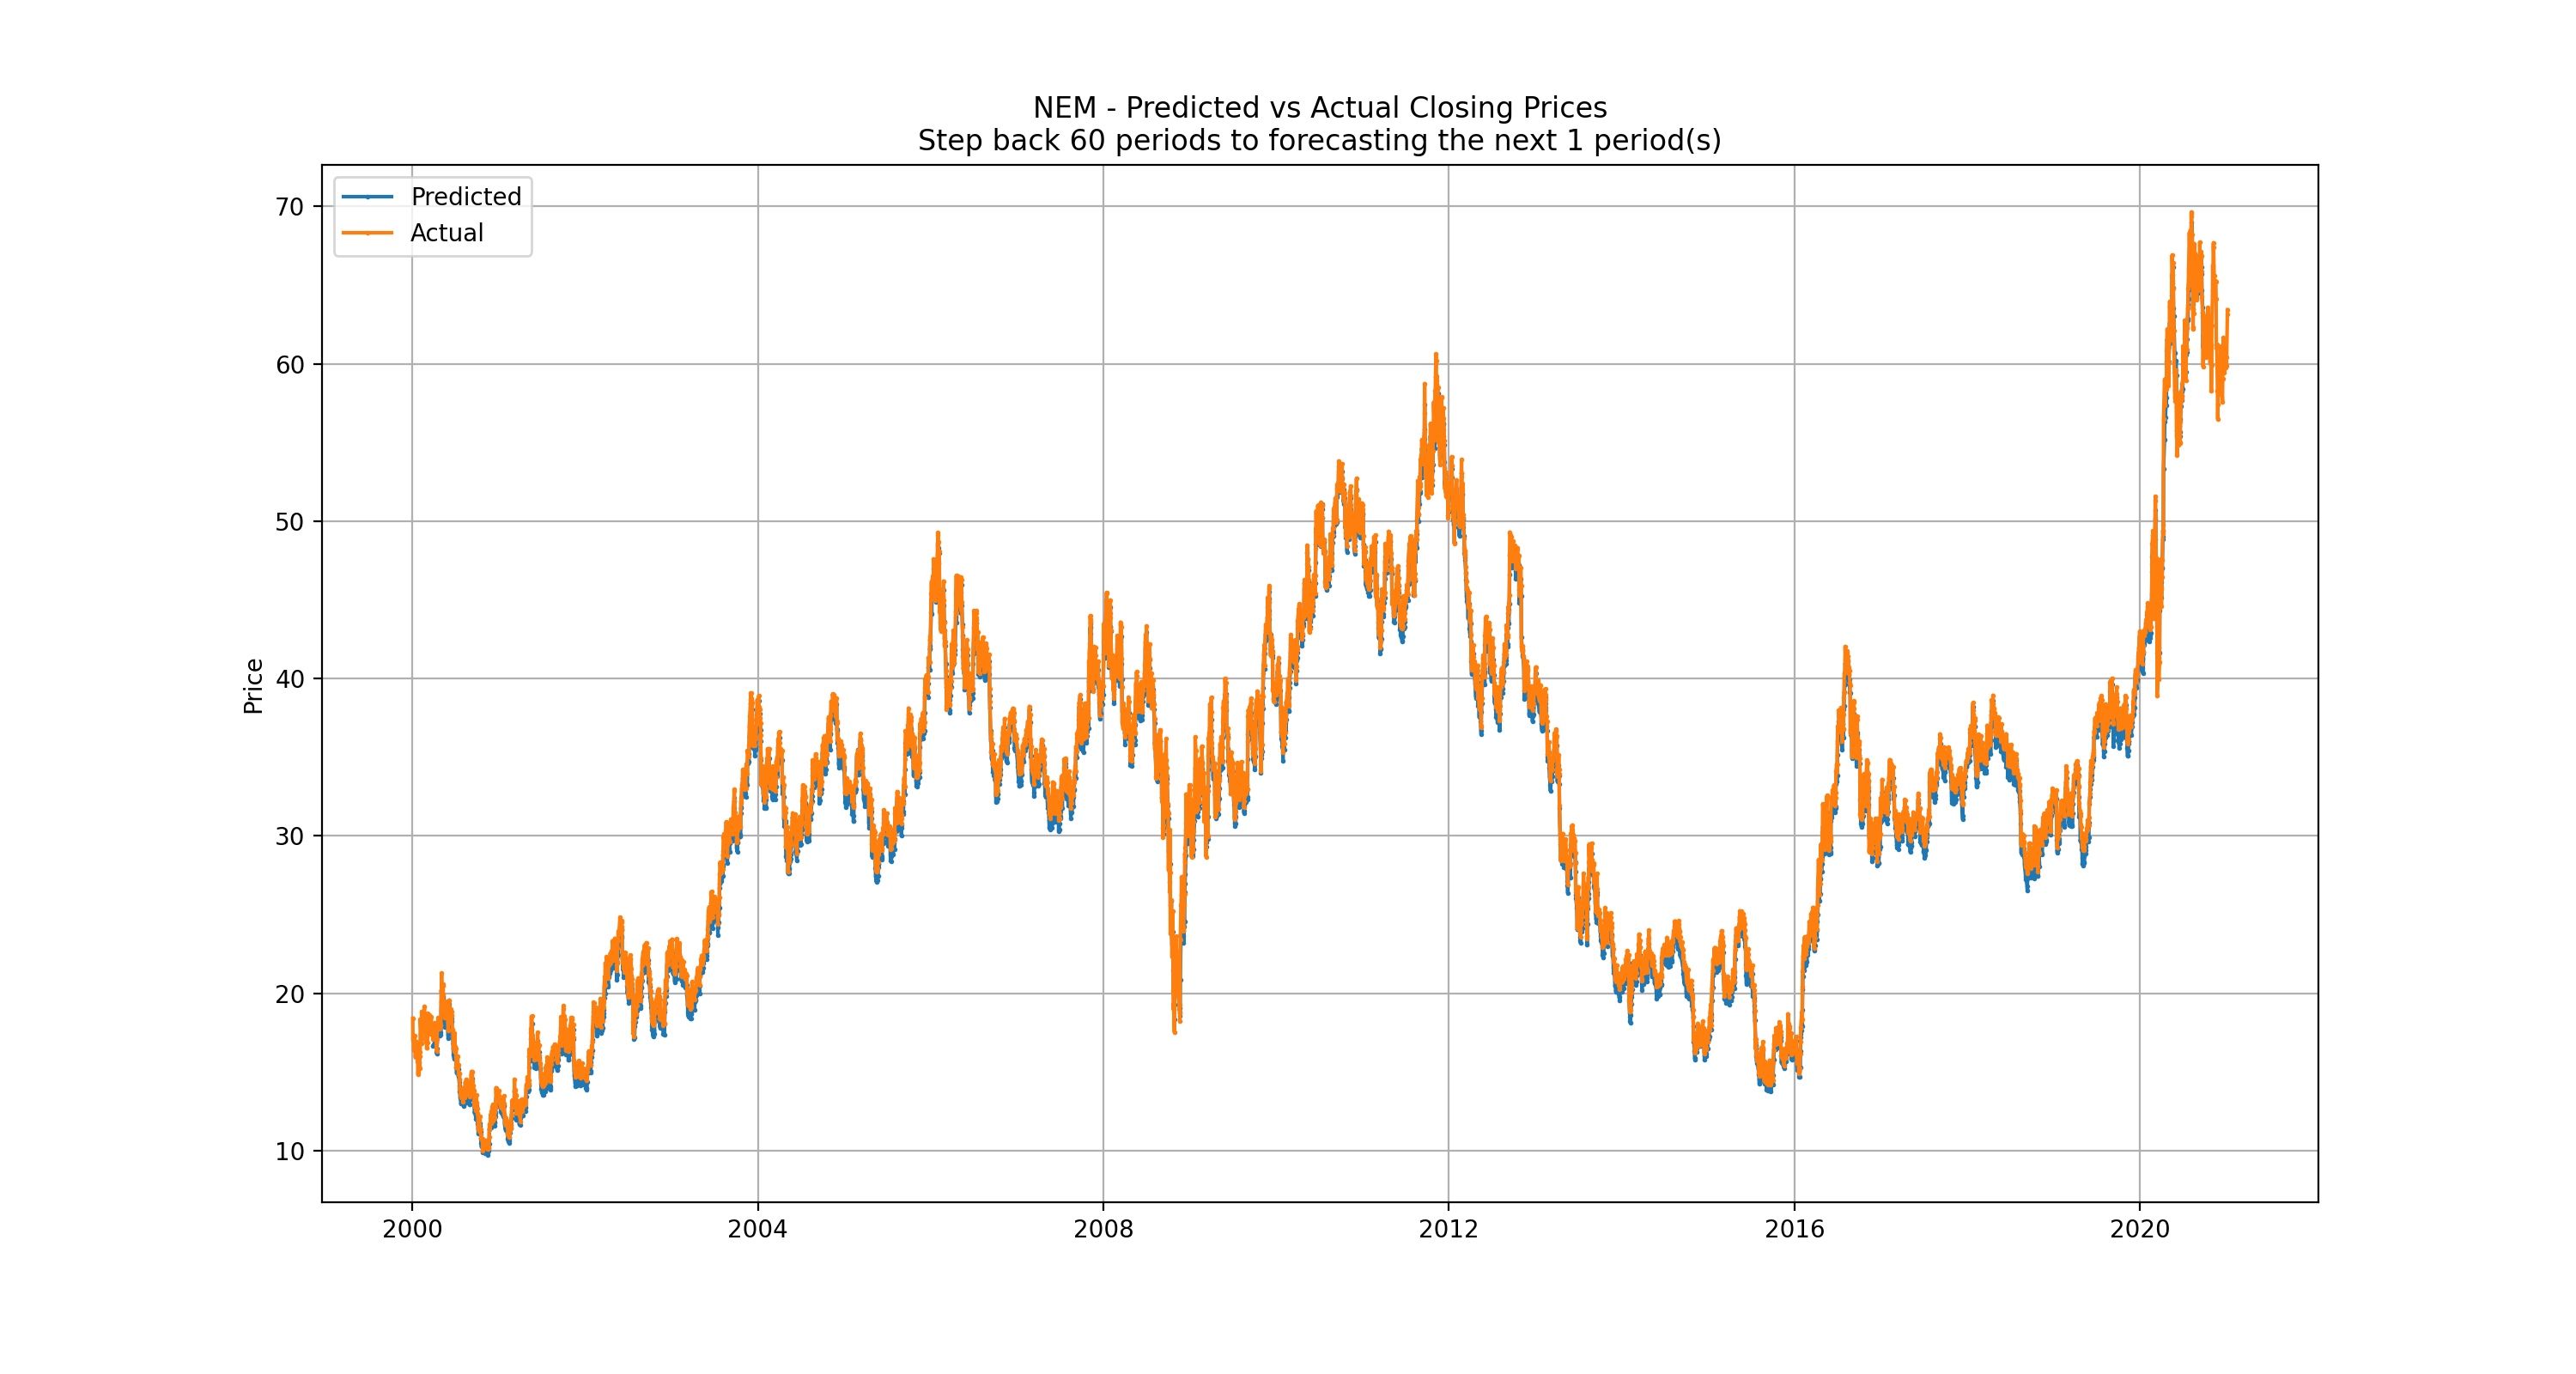 NEM - Predicted vs Actual Closing Prices
Step back 60 periods to forecasting the next 1 period(s)
Predicted
Actual
Price
70
60
50
40
30
20
10
2000 2004 2008 2012 2016 2020